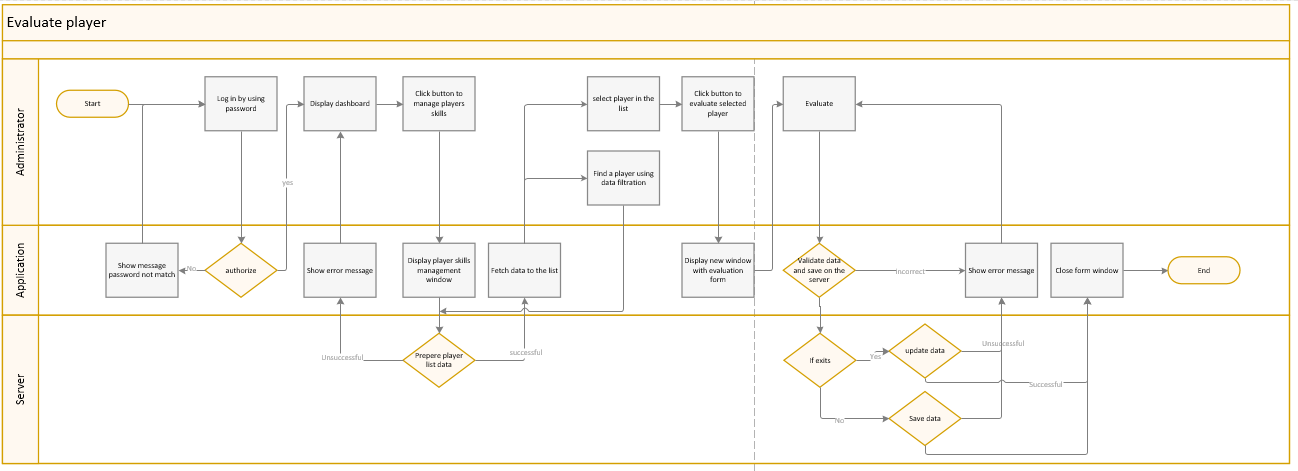 Evaluate player
Administrator
Start
Log in by using
password
Display dashboard
Click button to
manage players
skills
select player in the
list
Click button to
evaluate selected
player
Evaluate
Find a player using
data filtration
yes
Application
Show message
password not match
No
authorize
Show error message
Display player skills
management
window
Fetch data to the list
Display new window
with evaluation
form
Validate data
and save on the
server
Incorrect
Show error message
Close form window
End
Server
Unsuccessful
Prepere player
list data
successful
If exits
Yes
update data
Unsuccessful
Successful
No
Save data